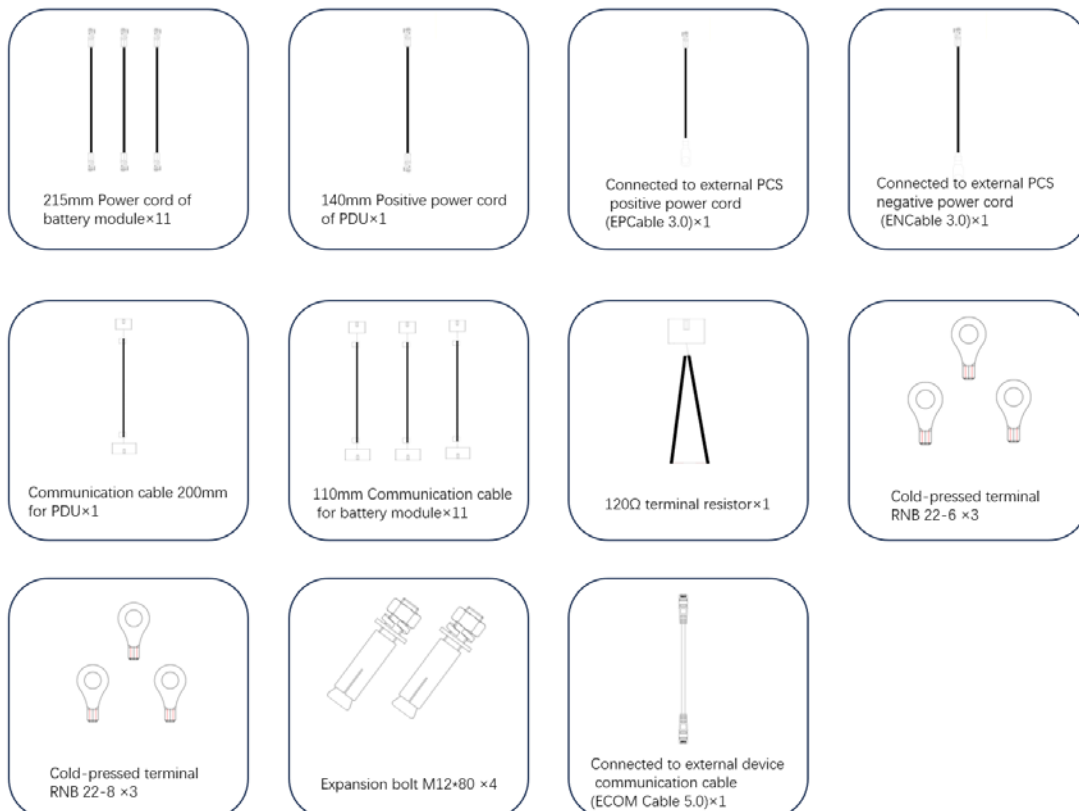 215mm Power cord of
battery module×11
140mm Positive power cord
of PDU×1
Connected to external PCS
positive power cord
(EPCable 3.0)×1
Connected to external PCS
negative power cord
(ENCable 3.0)×1
Communication cable 200mm
for PDU×1
110mm Communication cable
for battery module×11
120Ω terminal resistor×1
Cold-pressed terminal
RNB 22-6 ×3
Cold-pressed terminal
RNB 22-8 ×3
Expansion bolt M12*80 ×4
Connected to external device
communication cable
(ECOM Cable 5.0)×1